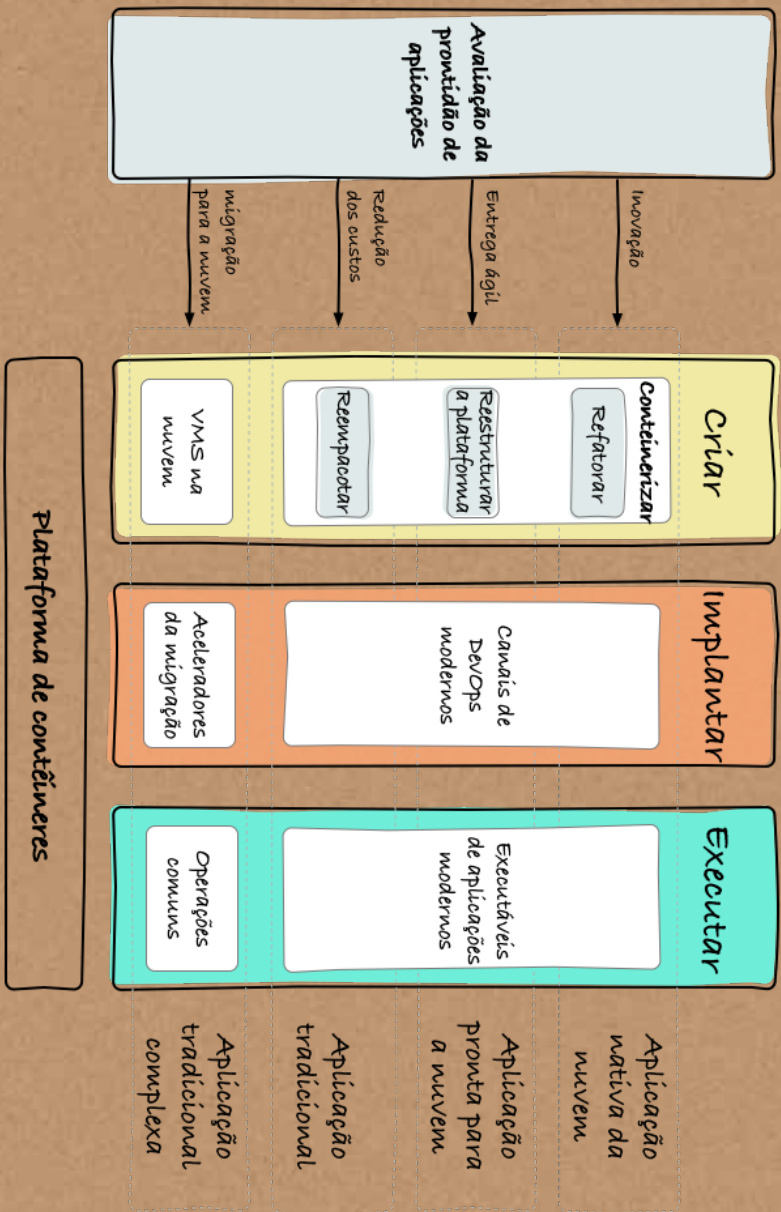 Avaliação da
prontidão de
aplicações
Inovação
Entrega ágil
Redução
dos custos
migração
para a nuvem
Criar
Conteinerizar
Refatorar
Reestruturar
a plataforma
Reempacotar
VMS na
nuvem
Implantar
Canais de
DevOps
modernos
Aceleradores
da migração
Executar
Executáveis
de aplicações
modernos
Operações
comuns
Aplicação
nativa da
nuvem
Aplicação
pronta para
a nuvem
Aplicação
tradicional
Aplicação
tradicional
complexa
Plataforma de contêineres